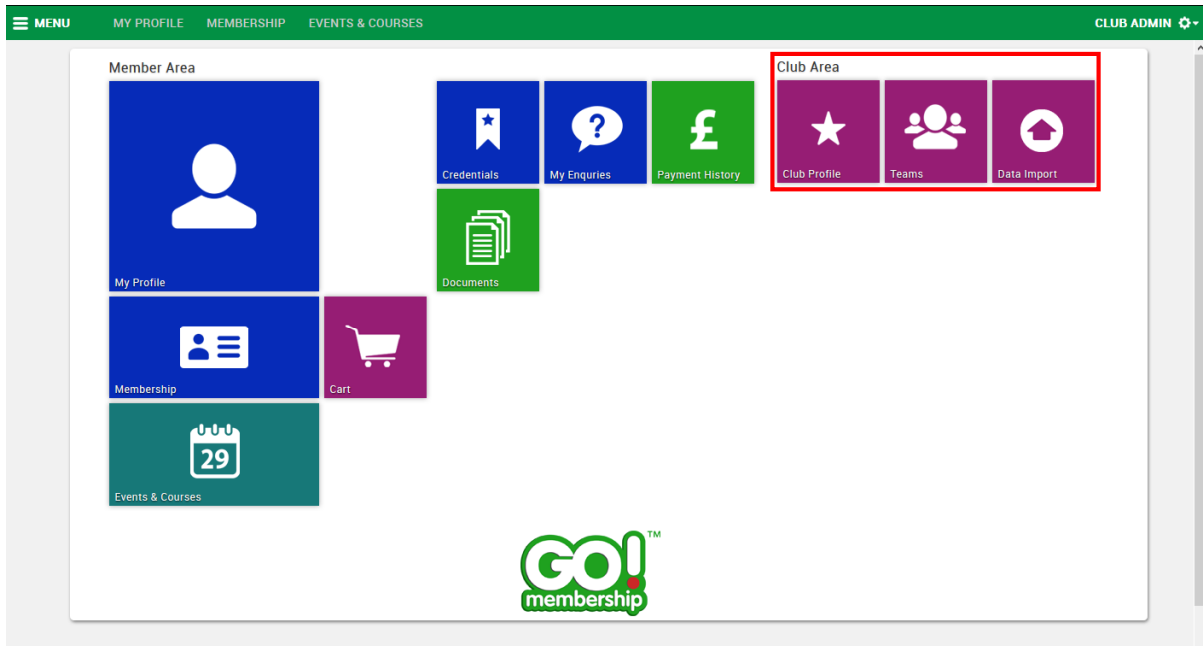 MENU MY PROFILE MEMBERSHIP EVENTS & COURSES CLUB ADMIN
Member Area
Club Area
My Profile
Credentials
My Enquries
£
Payment History
Club Profile
Teams
Data Import
?
Documents
Membership
Cart
29
Events & Courses
GO! TM
membership